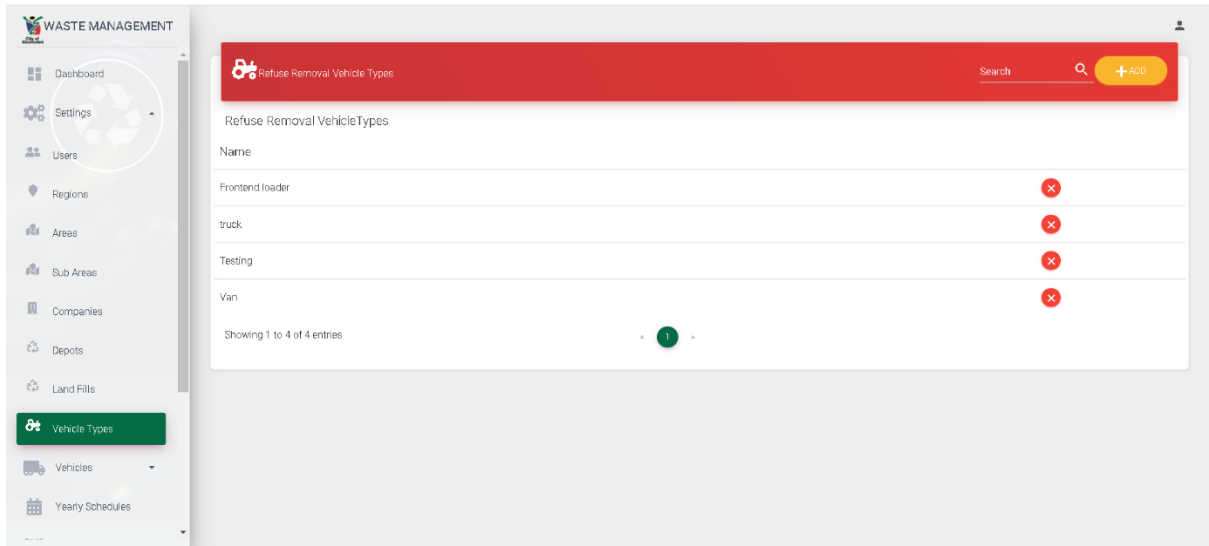 WASTE MANAGEMENT
Dashboard
Settings
Users
Regions
Areas
Sub Areas
Companies
Depots
Land Fills
Vehicle Types
Vehicles
Yearly Schedules
Refuse Removal Vehicle Types
Search
ADD
Refuse Removal VehicleTypes
Name
Frontend loader
truck
Testing
Van
Showing 1 to 4 of 4 entries
« 1 »